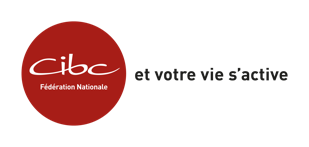 cibc
Fédération Nationale
et votre vie s'active